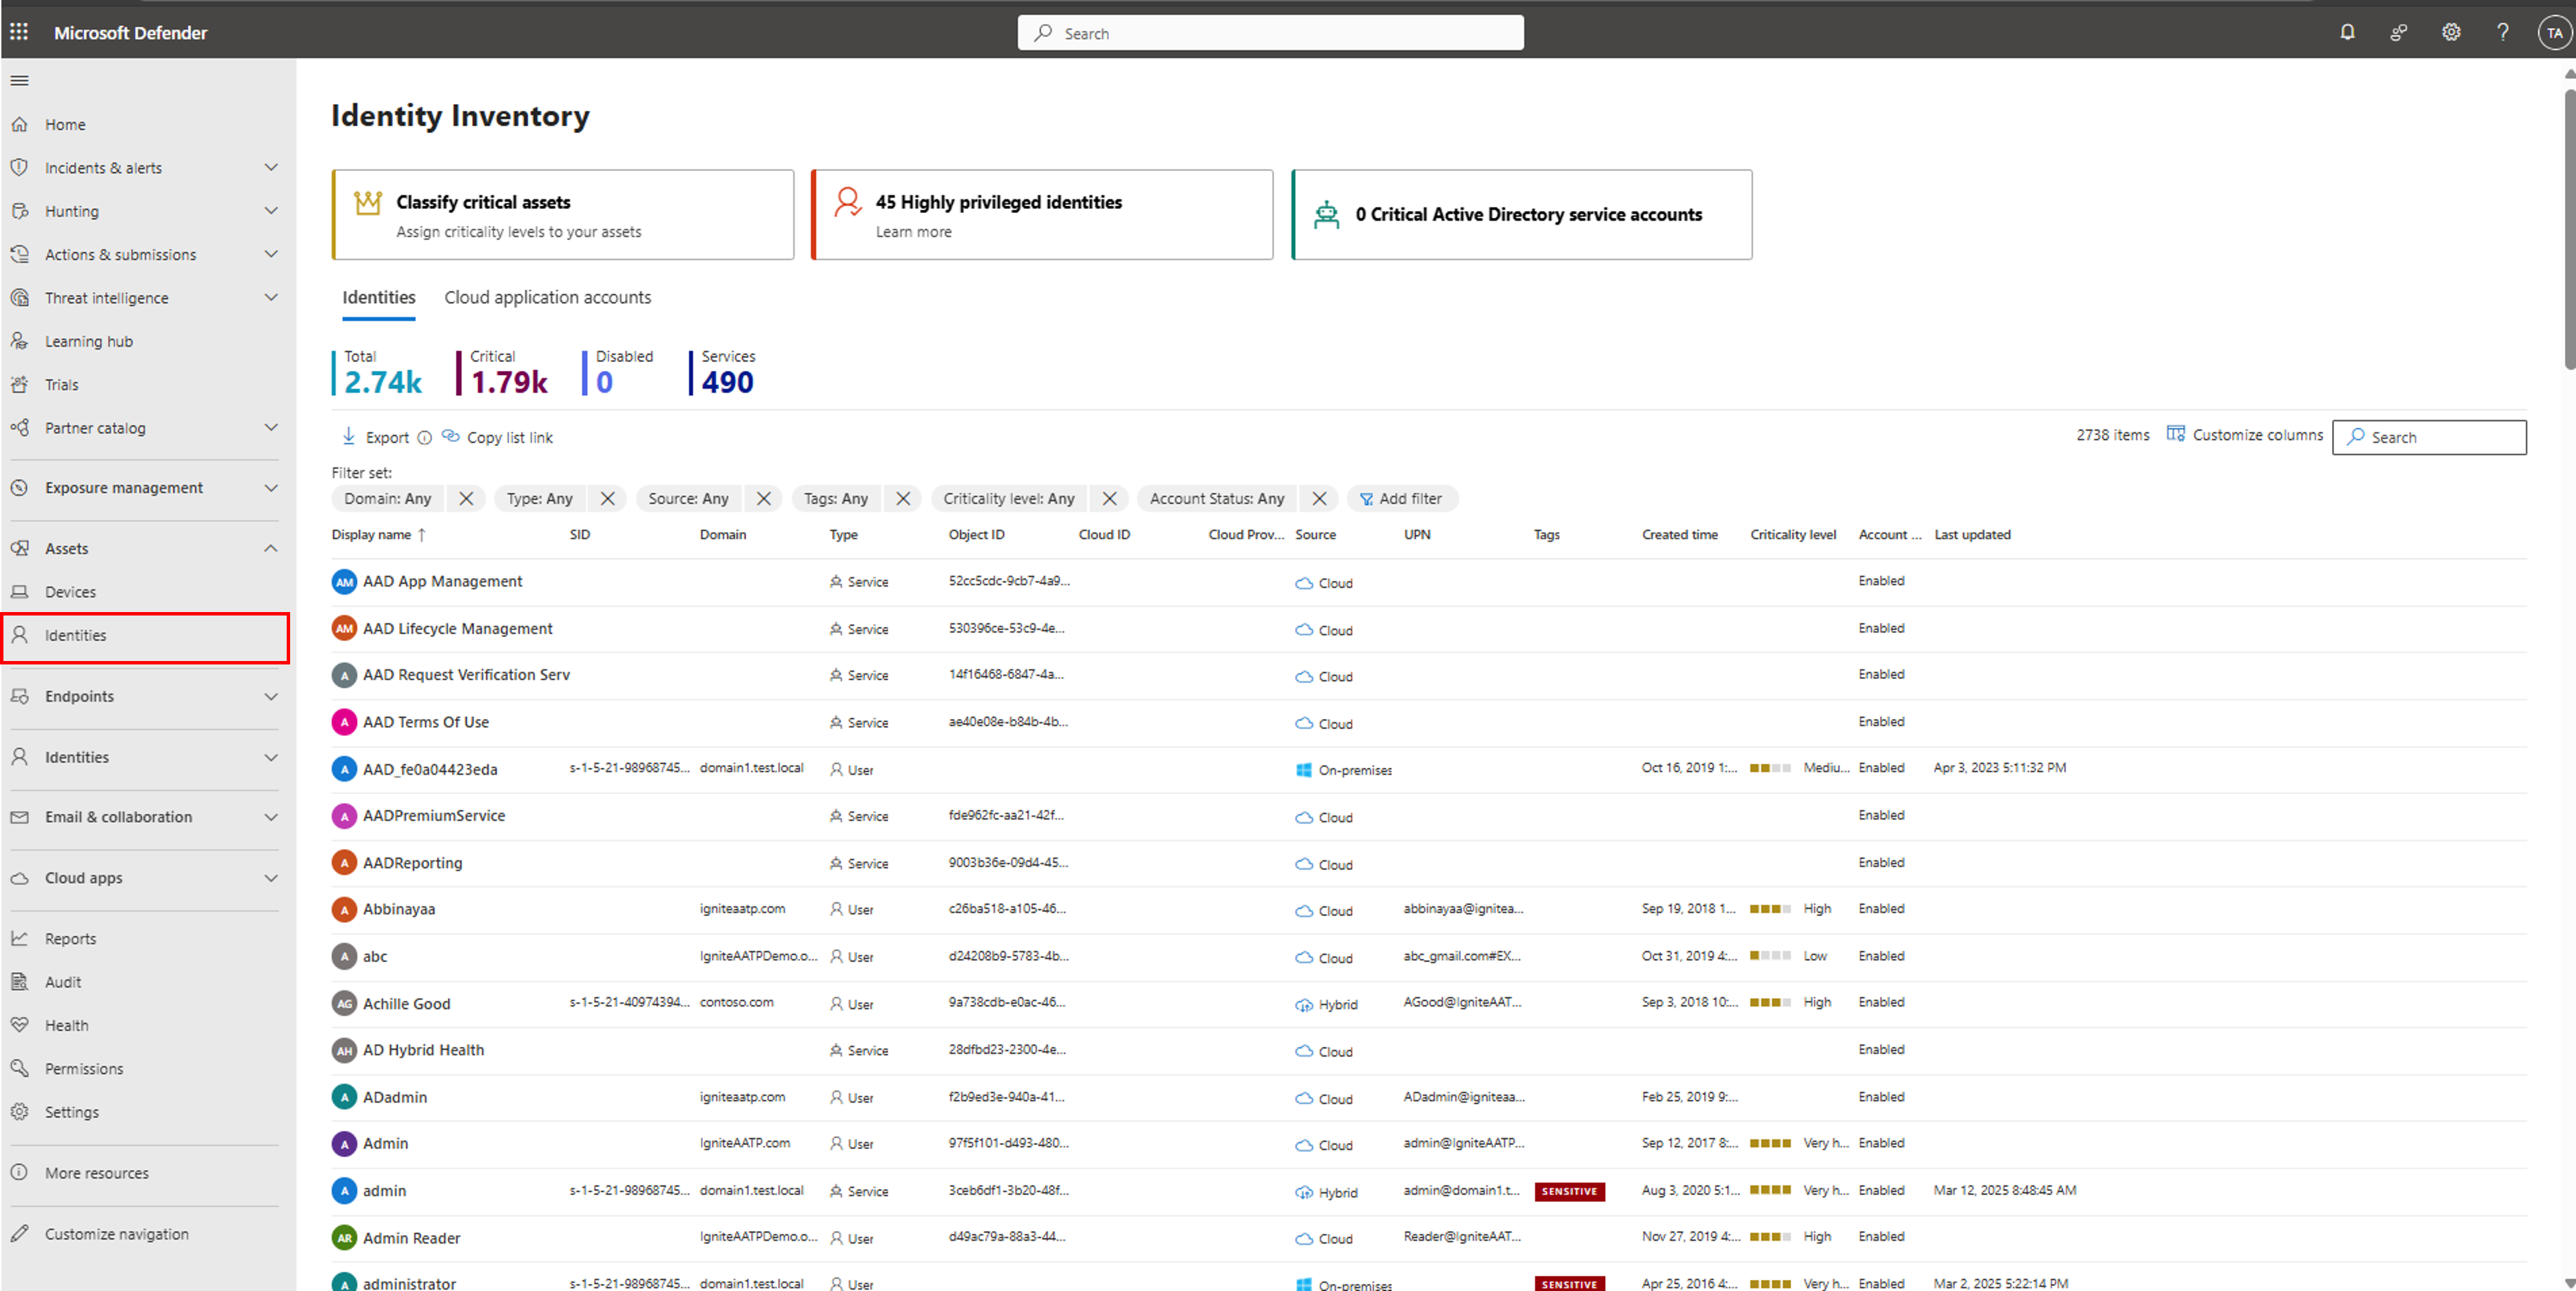 Microsoft Defender
Search
TA
Home
Incidents & alerts
Hunting
Actions & submissions
Threat intelligence
Learning hub
Trials
Partner catalog
Exposure management
Assets
Devices
Identities
Endpoints
Identities
Email & collaboration
Cloud apps
Reports
Audit
Health
Permissions
Settings
More resources
Customize navigation
Identity Inventory
Classify critical assets
Assign criticality levels to your assets
45 Highly privileged identities
Learn more
0 Critical Active Directory service accounts
Identities Cloud application accounts
Total Critical Disabled Services
2.74k 1.79k 0 490
Export Copy list link 2738 items Customize columns Search
Filter set:
Domain: Any Type: Any Source: Any Tags: Any Criticality level: Any Account Status: Any Add filter
Display name ↑ SID Domain Type Object ID Cloud ID Cloud Prov... Source UPN Tags Created time Criticality level Account ... Last updated
AM AAD App Management Service 52cc5cdc-9cb7-4a9... Cloud Enabled
AM AAD Lifecycle Management Service 530396ce-53c9-4e... Cloud Enabled
A AAD Request Verification Serv Service 14f16468-6847-4a... Cloud Enabled
A AAD Terms Of Use Service ae40e08e-b84b-4b... Cloud Enabled
A AAD_fe0a04423eda s-1-5-21-98968745... domain1.test.local User On-premises Oct 16, 2019 1:... Mediu... Enabled Apr 3, 2023 5:11:32 PM
A AADPremiumService Service fde962fc-aa21-42f... Cloud Enabled
A AADReporting Service 9003b36e-09d4-45... Cloud Enabled
A Abbinayaa igniteaatp.com User c26ba518-a105-46... Cloud abbinayaa@ignitea... Sep 19, 2018 1... High Enabled
A abc IgniteAATPDemo.o... User d24208b9-5783-4b... Cloud abc_gmail.com#EX... Oct 31, 2019 4:... Low Enabled
AG Achille Good s-1-5-21-40974394... contoso.com User 9a738cdb-e0ac-46... Hybrid AGood@IgniteAAT... Sep 3, 2018 10:... High Enabled
AH AD Hybrid Health Service 28dfbd23-2300-4e... Cloud Enabled
A ADadmin igniteaatp.com User f2b9ed3e-940a-41... Cloud ADadmin@igniteaa... Feb 25, 2019 9:... Enabled
A Admin IgniteAATP.com User 97f5f101-d493-480... Cloud admin@IgniteAATP... Sep 12, 2017 8:... Very h... Enabled
A admin s-1-5-21-98968745... domain1.test.local Service 3ceb6df1-3b20-48f... Hybrid admin@domain1.t... SENSITIVE Aug 3, 2020 5:1... Very h... Enabled Mar 12, 2025 8:48:45 AM
AR Admin Reader IgniteAATPDemo.o... User d49ac79a-88a3-44... Cloud Reader@IgniteAAT... Nov 27, 2019 4:... High Enabled
A administrator s-1-5-21-98968745... domain1.test.local User On-premises SENSITIVE Apr 25, 2016 4:... Very h... Enabled Mar 2, 2025 5:22:14 PM